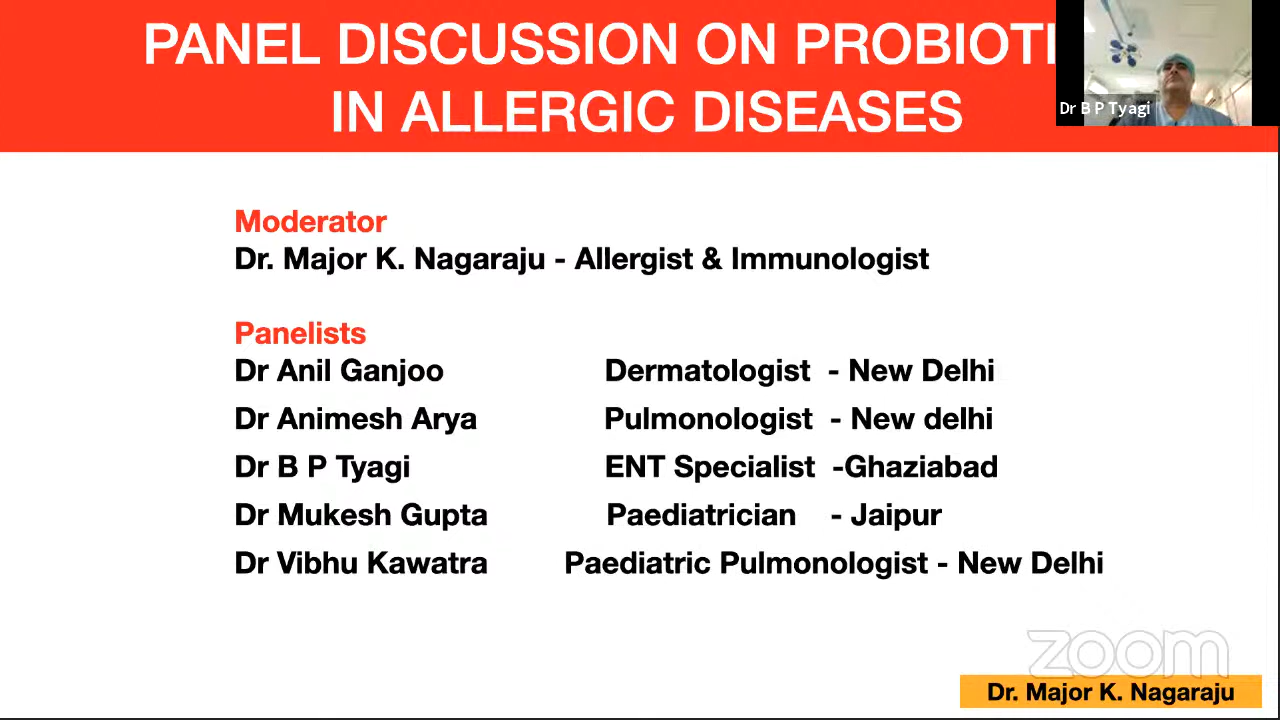 PANEL DISCUSSION ON PROBIOTI
IN ALLERGIC DISEASES
Dr B P Tyagi
Moderator
Dr. Major K. Nagaraju - Allergist & Immunologist
Panelists
Dr Anil Ganjoo Dermatologist - New Delhi
Dr Animesh Arya Pulmonologist - New delhi
Dr B P Tyagi ENT Specialist -Ghaziabad
Dr Mukesh Gupta Paediatrician - Jaipur
Dr Vibhu Kawatra Paediatric Pulmonologist - New Delhi
zoom
Dr. Major K. Nagaraju